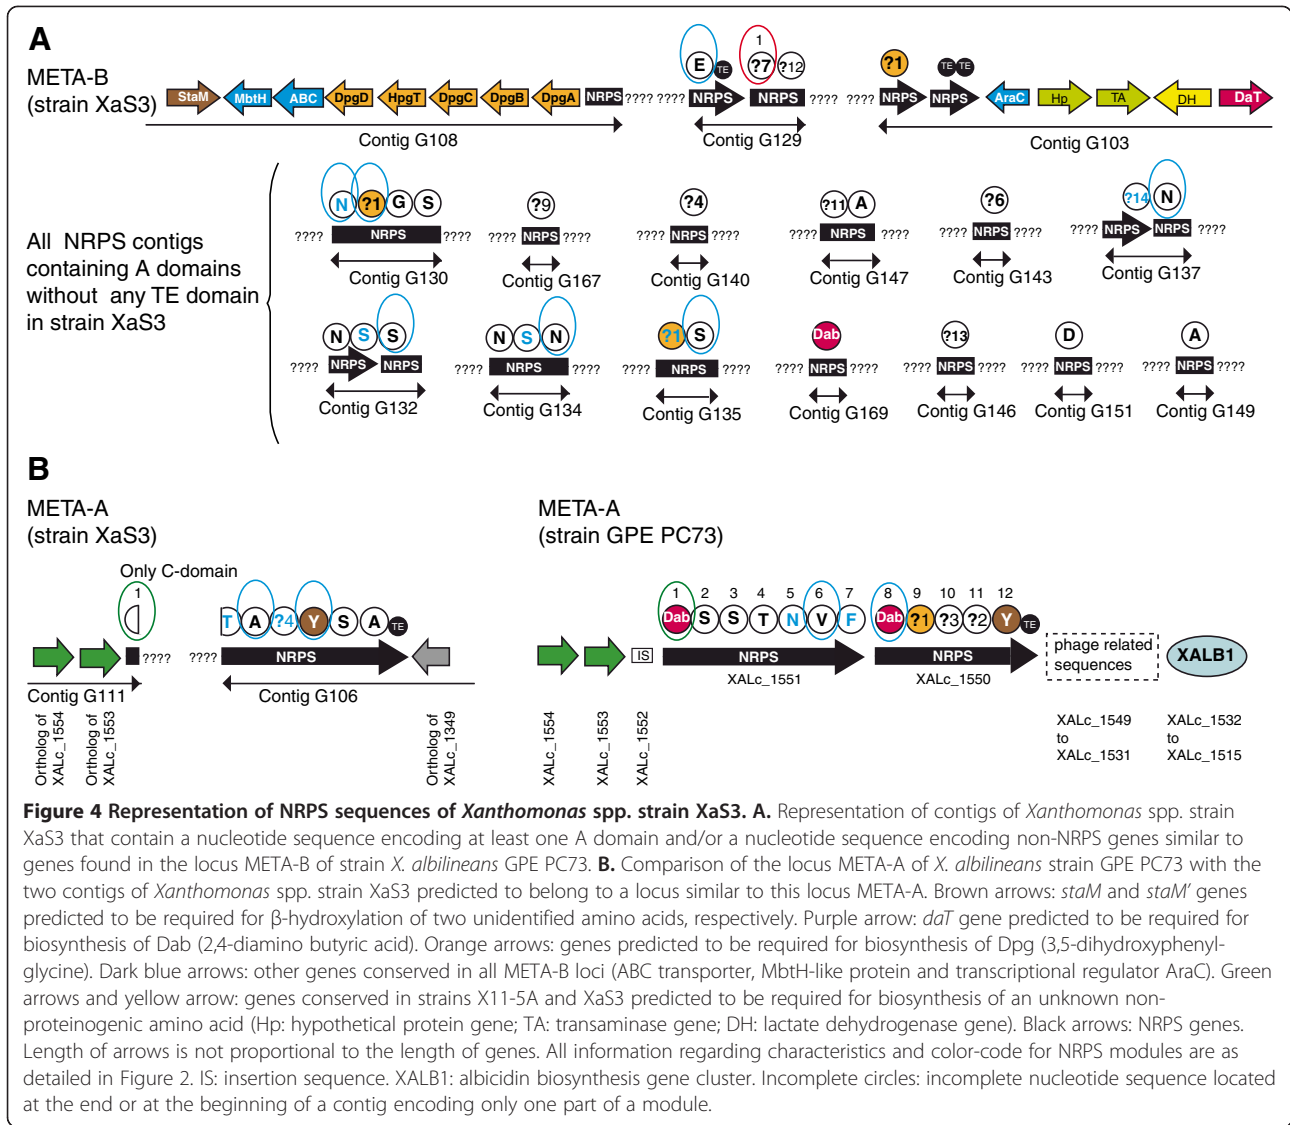 A
META-B
(strain XaS3)
StaM MbtH ABC DpgD HpgT DpgC DpgB DpgA NRPS ???? ???? E TE NRPS 1 ?7 ?12 NRPS ???? ???? ?1 NRPS TE TE NRPS AraC Hp TA DH DaT
Contig G108 Contig G129 Contig G103
All NRPS contigs
containing A domains
without any TE domain
in strain XaS3
N ?1 G S ?9 ?4 ?11 A ?6 ?14 N
???? NRPS ???? ???? NRPS ???? ???? NRPS ???? ???? NRPS ???? ???? NRPS ???? ???? NRPS NRPS ????
Contig G130 Contig G167 Contig G140 Contig G147 Contig G143 Contig G137
N S S N S N ?1 S Dab ?13 D A
???? NRPS NRPS ???? ???? NRPS ???? ???? NRPS ???? ???? NRPS ???? ???? NRPS ???? ???? NRPS ???? ???? NRPS ????
Contig G132 Contig G134 Contig G135 Contig G169 Contig G146 Contig G151 Contig G149
B
META-A
(strain XaS3)
META-A
(strain GPE PC73)
Only C-domain
1
T A ?4 Y S A TE
???? ???? NRPS
Contig G111 Contig G106
Ortholog of
XALc_1554
Ortholog of
XALc_1553
Ortholog of
XALc_1349
1 2 3 4 5 6 7 8 9 10 11 12
Dab S S T N V F Dab ?1 ?3 ?2 Y TE
IS NRPS NRPS
XALc_1551 XALc_1550
phage related
sequences
XALB1
XALc_1554
XALc_1553
XALc_1552
XALc_1549
to
XALc_1531
XALc_1532
to
XALc_1515
Figure 4 Representation of NRPS sequences of Xanthomonas spp. strain XaS3. A. Representation of contigs of Xanthomonas spp. strain
XaS3 that contain a nucleotide sequence encoding at least one A domain and/or a nucleotide sequence encoding non-NRPS genes similar to
genes found in the locus META-B of strain X. albilineans GPE PC73. B. Comparison of the locus META-A of X. albilineans strain GPE PC73 with the
two contigs of Xanthomonas spp. strain XaS3 predicted to belong to a locus similar to this locus META-A. Brown arrows: staM and staM’ genes
predicted to be required for β-hydroxylation of two unidentified amino acids, respectively. Purple arrow: daT gene predicted to be required for
biosynthesis of Dab (2,4-diamino butyric acid). Orange arrows: genes predicted to be required for biosynthesis of Dpg (3,5-dihydroxyphenyl-
glycine). Dark blue arrows: other genes conserved in all META-B loci (ABC transporter, MbtH-like protein and transcriptional regulator AraC). Green
arrows and yellow arrow: genes conserved in strains X11-5A and XaS3 predicted to be required for biosynthesis of an unknown non-
proteinogenic amino acid (Hp: hypothetical protein gene; TA: transaminase gene; DH: lactate dehydrogenase gene). Black arrows: NRPS genes.
Length of arrows is not proportional to the length of genes. All information regarding characteristics and color-code for NRPS modules are as
detailed in Figure 2. IS: insertion sequence. XALB1: albicidin biosynthesis gene cluster. Incomplete circles: incomplete nucleotide sequence located
at the end or at the beginning of a contig encoding only one part of a module.